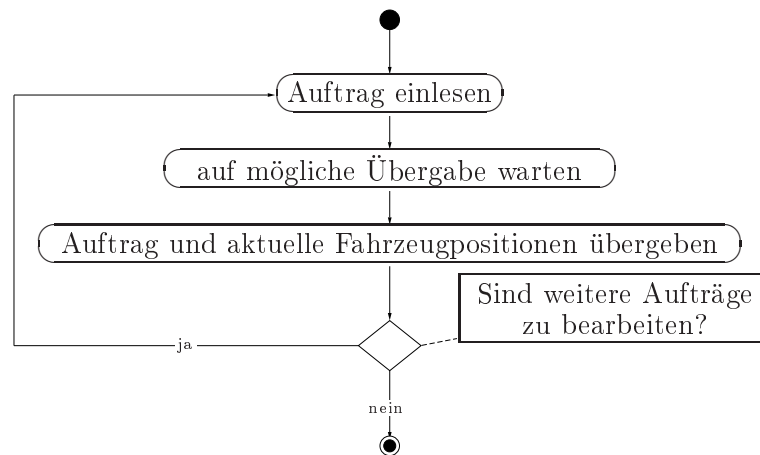 Auftrag einlesen
auf mögliche Übergabe warten
Auftrag und aktuelle Fahrzeugpositionen übergeben
Sind weitere Aufträge
zu bearbeiten?
ja
nein